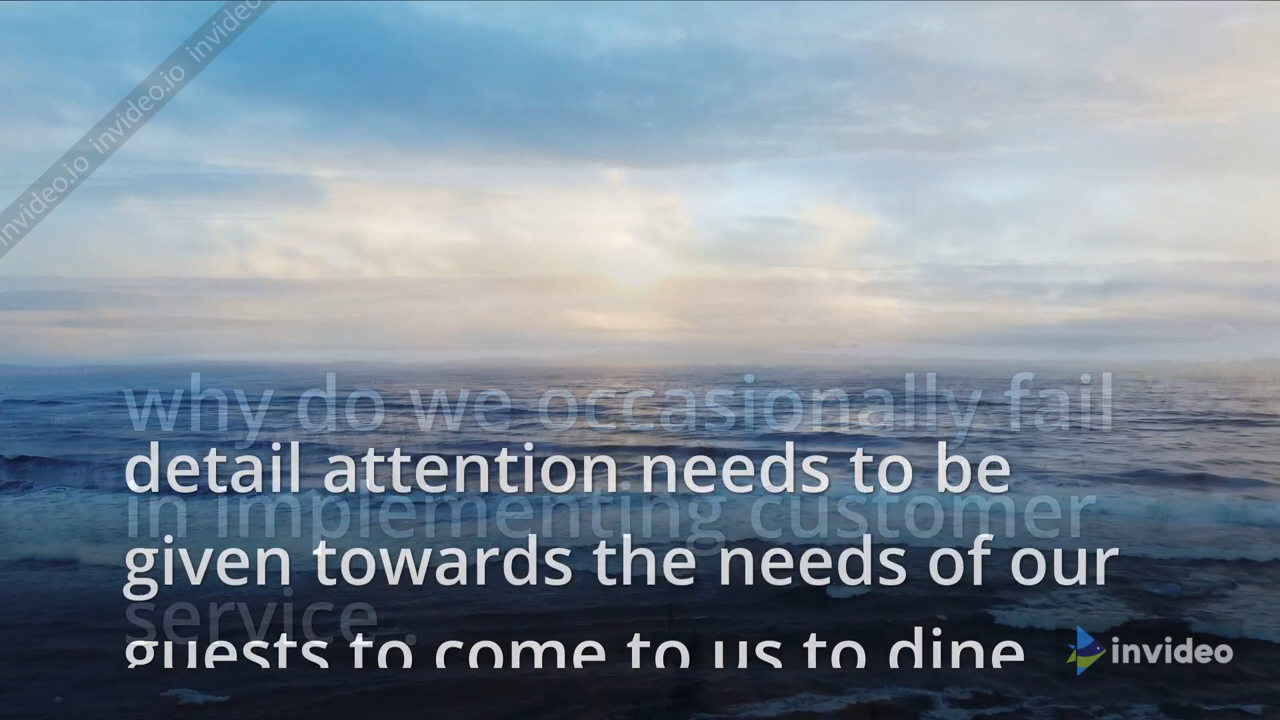 invideo.io invideo.io invideo
why do we occasionally fail
detail attention needs to be
in implementing customer
given towards the needs of our
service .
guests to come to us to dine
invideo